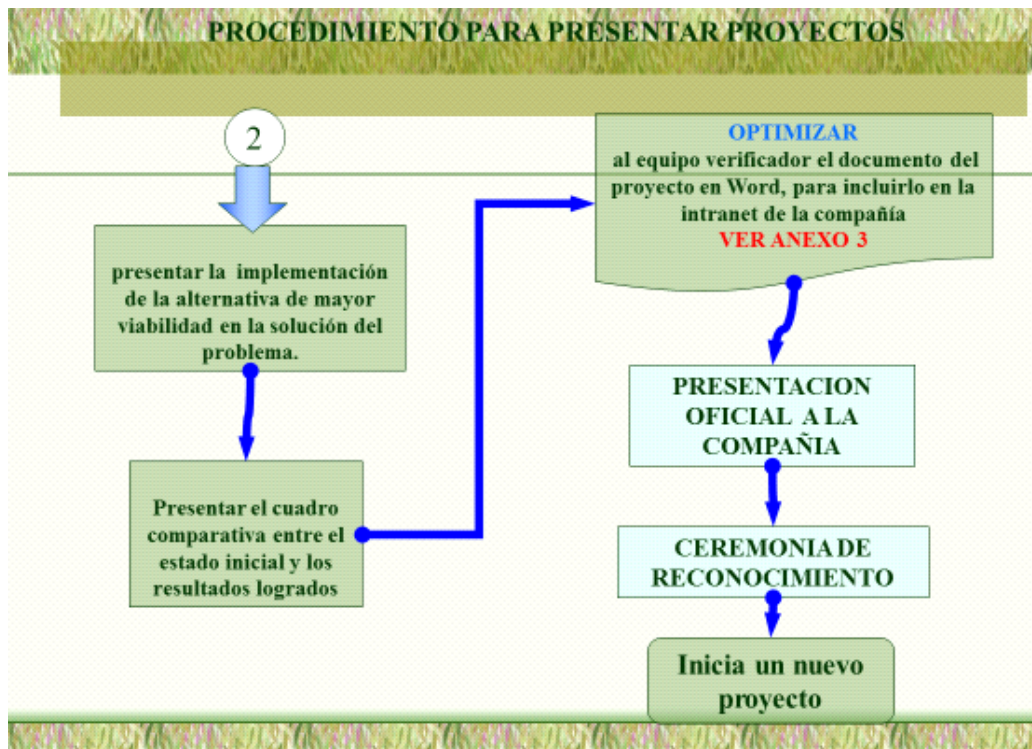 PROCEDIMIENTO PARA PRESENTAR PROYECTOS
2
presentar la implementación
de la alternativa de mayor
viabilidad en la solución del
problema.
Presentar el cuadro
comparativa entre el
estado inicial y los
resultados logrados
OPTIMIZAR
al equipo verificador el documento del
proyecto en Word, para incluirlo en la
intranet de la compañía
VER ANEXO 3
PRESENTACION
OFICIAL A LA
COMPAÑIA
CEREMONIA DE
RECONOCIMIENTO
Inicia un nuevo
proyecto